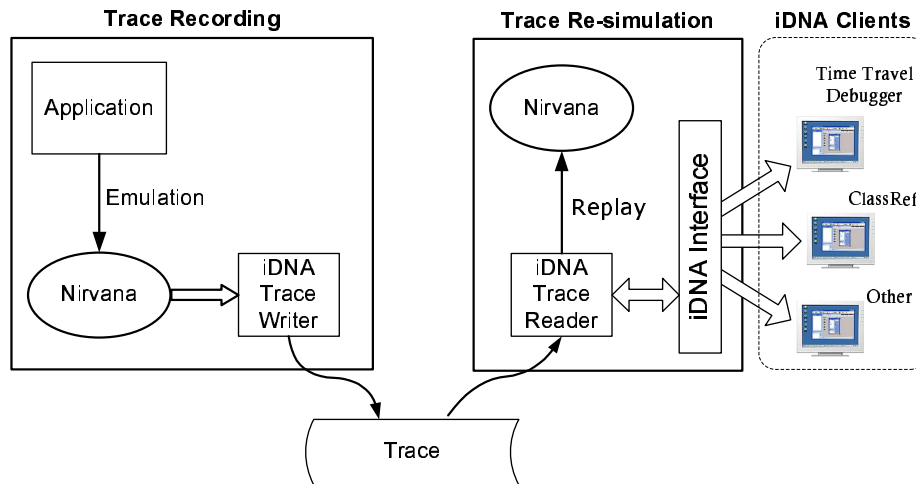 Trace Recording
Application
Emulation
Nirvana
iDNA
Trace
Writer
Trace Re-simulation
Nirvana
Replay
iDNA
Trace
Reader
iDNA Interface
iDNA Clients
Time Travel
Debugger
ClassRef
Other
Trace